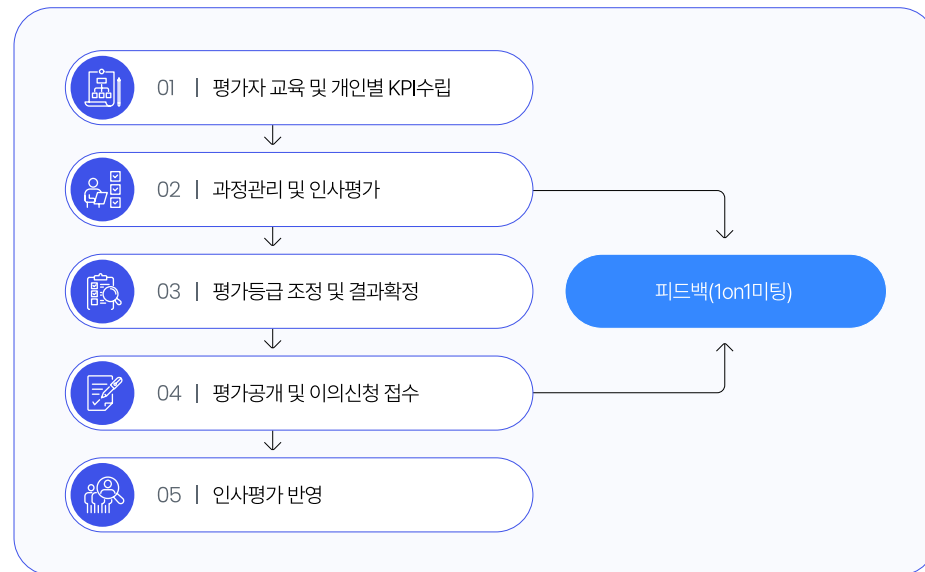 01 | 평가자 교육 및 개인별 KPI수립
02 | 과정관리 및 인사평가
03 | 평가등급 조정 및 결과확정
피드백(1on1미팅)
04 | 평가공개 및 이의신청 접수
05 | 인사평가 반영